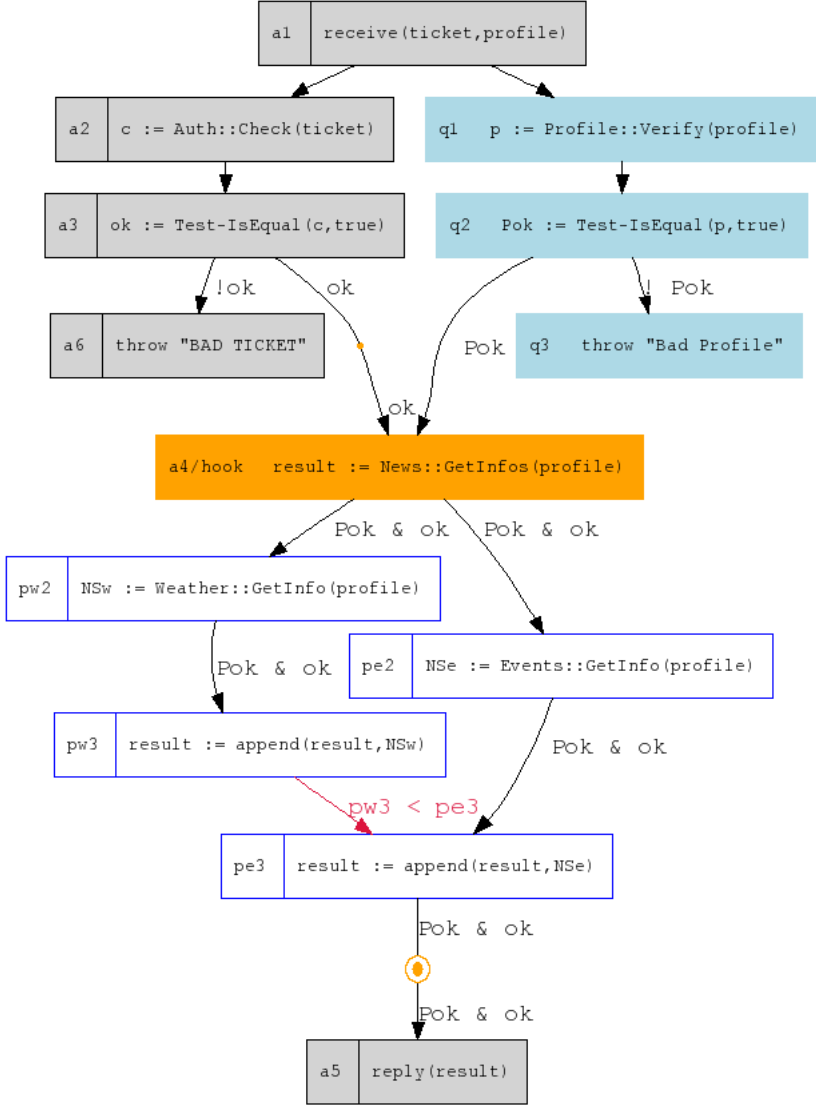 a1 receive(ticket,profile)
a2 c := Auth::Check(ticket)
q1 p := Profile::Verify(profile)
a3 ok := Test-IsEqual(c,true)
q2 Pok := Test-IsEqual(p,true)
!ok
ok
! Pok
a6 throw "BAD TICKET"
Pok
q3 throw "Bad Profile"
ok
a4/hook result := News::GetInfos(profile)
Pok & ok
Pok & ok
pw2 NSw := Weather::GetInfo(profile)
Pok & ok
pe2 NSe := Events::GetInfo(profile)
pw3 result := append(result,NSw)
Pok & ok
pw3 < pe3
pe3 result := append(result,NSe)
Pok & ok
Pok & ok
a5 reply(result)